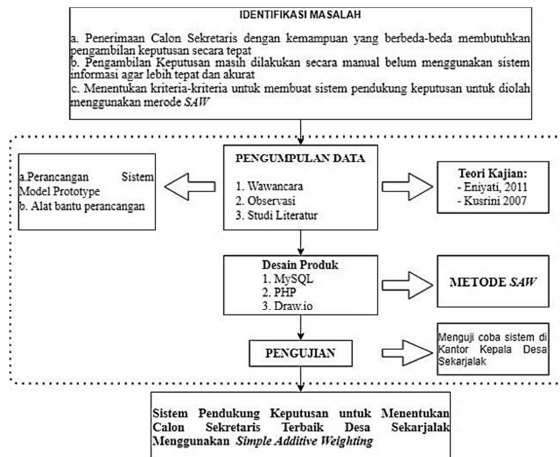 IDENTIFIKASI MASALAH
a. Penerimaan Calon Sekretaris dengan kemampuan yang berbeda-beda membutuhkan
pengambilan keputusan secara tepat
b. Pengambilan Keputusan masih dilakukan secara manual belum menggunakan sistem
informasi agar lebih tepat dan akurat
c. Menentukan kriteria-kriteria untuk membuat sistem pendukung keputusan untuk diolah
menggunakan merode SAW
a.Perancangan Sistem
Model Prototype
b. Alat bantu perancangan
PENGUMPULAN DATA
1. Wawancara
2. Observasi
3. Studi Literatur
Teori Kajian:
- Eniyati, 2011
- Kusrini 2007
Desain Produk
1. MySQL
2. PHP
3. Draw.io
METODE SAW
PENGUJIAN
Menguji coba sistem di
Kantor Kepala Desa
Sekarjalak
Sistem Pendukung Keputusan untuk Menentukan
Calon Sekretaris Terbaik Desa Sekarjalak
Menggunakan Simple Additive Weighting